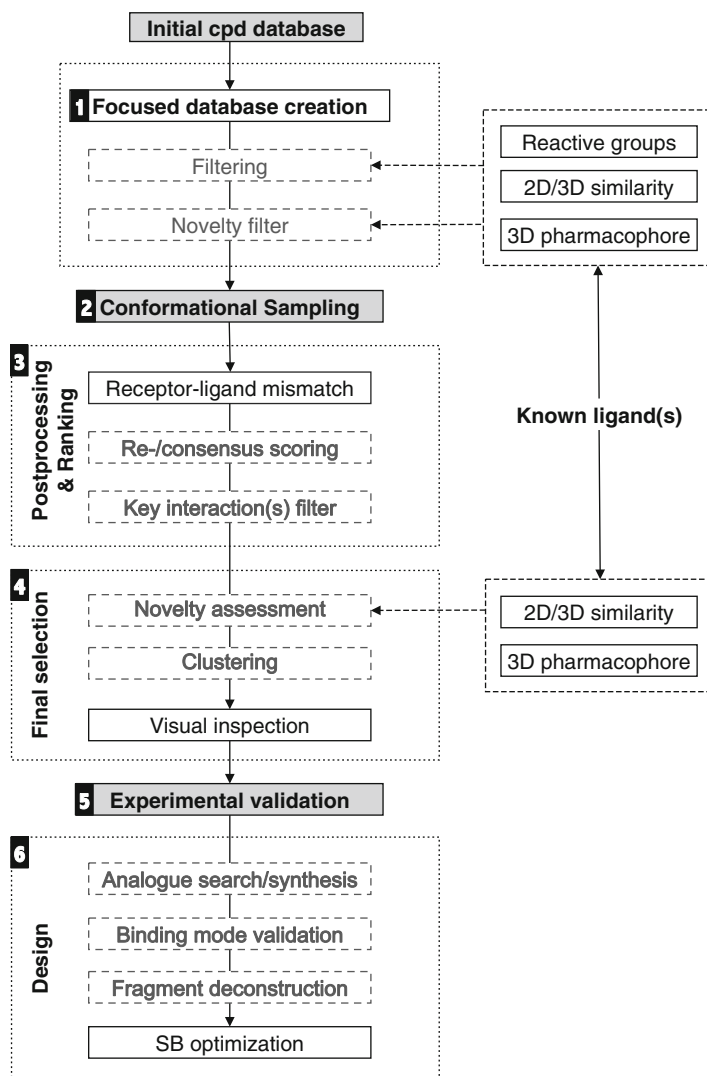 Initial cpd database
1 Focused database creation
Filtering
Novelty filter
Reactive groups
2D/3D similarity
3D pharmacophore
2 Conformational Sampling
3
Postprocessing
& Ranking
Receptor-ligand mismatch
Re-/consensus scoring
Key interaction(s) filter
Known ligand(s)
4
Final selection
Novelty assessment
Clustering
Visual inspection
2D/3D similarity
3D pharmacophore
5 Experimental validation
6
Design
Analogue search/synthesis
Binding mode validation
Fragment deconstruction
SB optimization